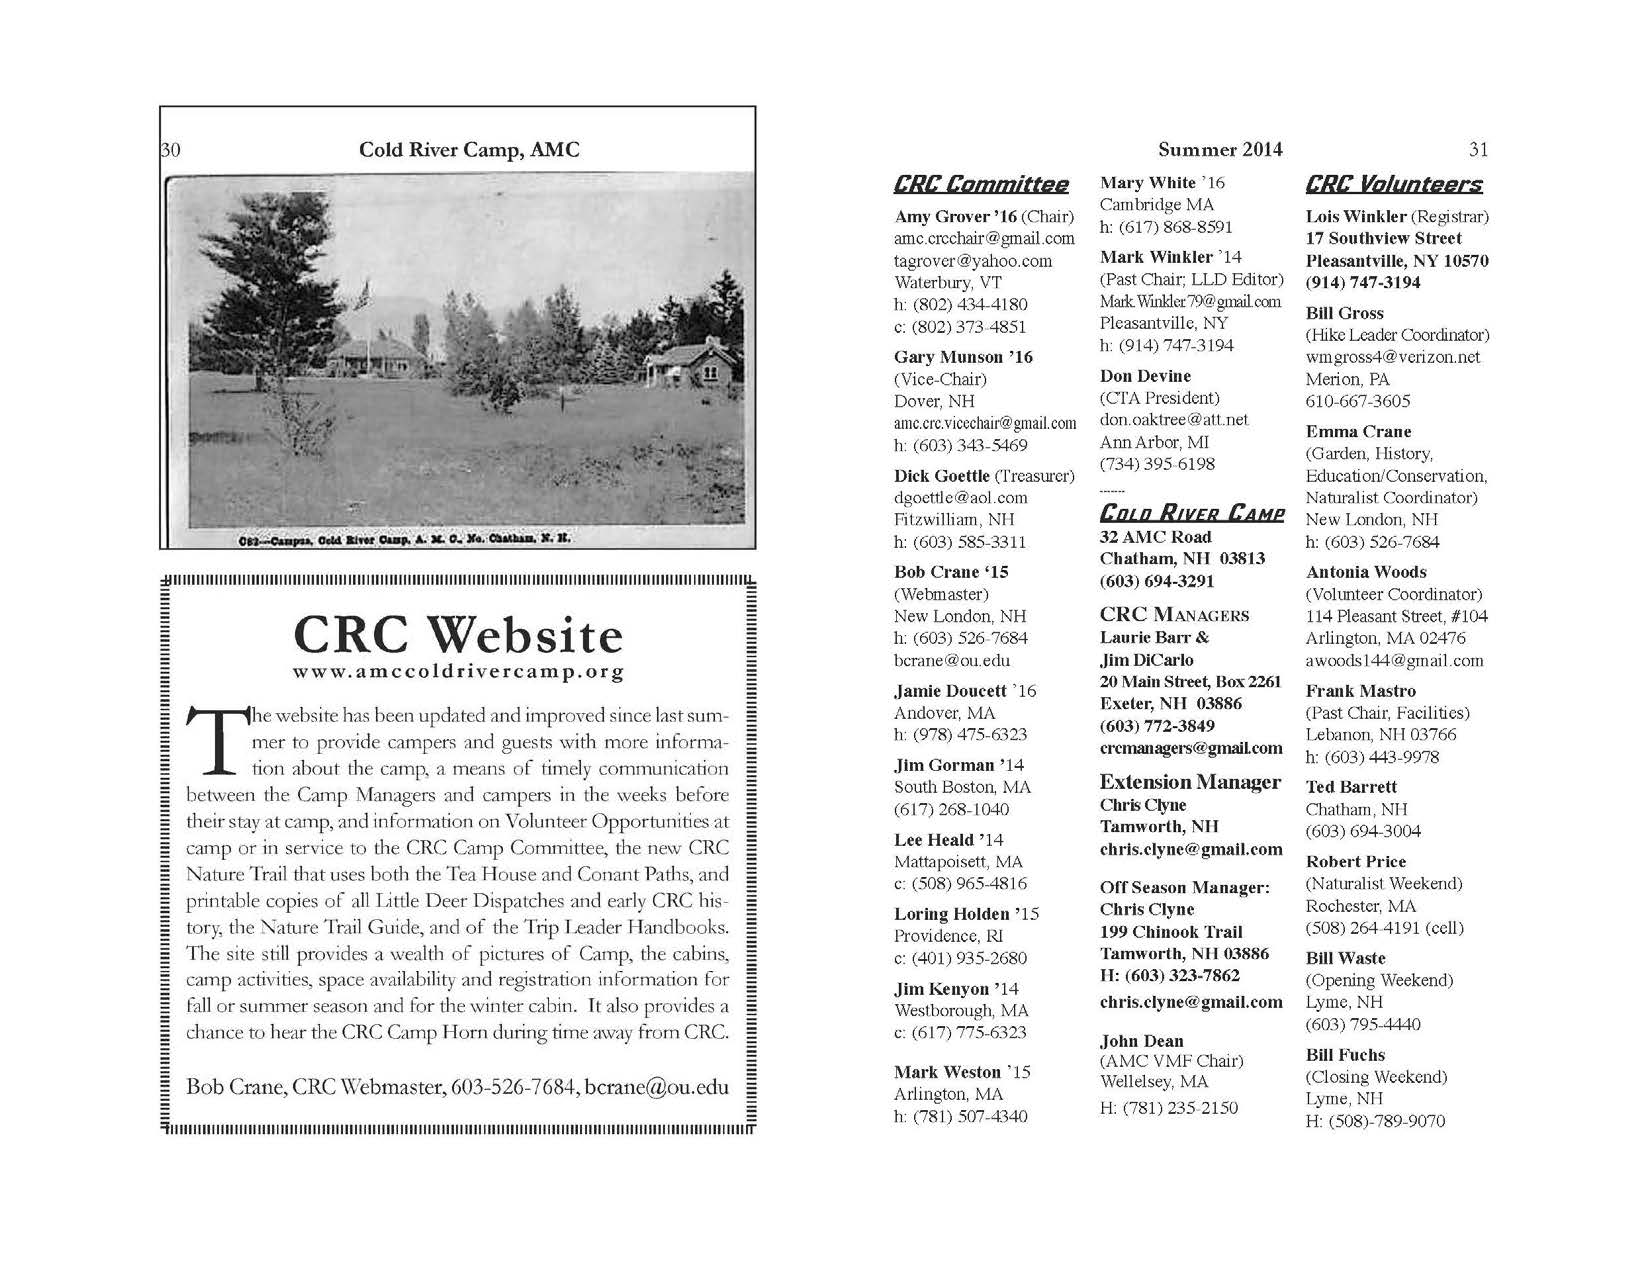 30
Cold River Camp, AMC
C82—Campus, Cold River Camp, A. M. C., No. Chatham, N. H.
CRC Website
www.amccoldrivercamp.org
The website has been updated and improved since last sum-
mer to provide campers and guests with more informa-
tion about the camp, a means of timely communication
between the Camp Managers and campers in the weeks before
their stay at camp, and information on Volunteer Opportunities at
camp or in service to the CRC Camp Committee, the new CRC
Nature Trail that uses both the Tea House and Conant Paths, and
printable copies of all Little Deer Dispatches and early CRC his-
tory, the Nature Trail Guide, and of the Trip Leader Handbooks.
The site still provides a wealth of pictures of Camp, the cabins,
camp activities, space availability and registration information for
fall or summer season and for the winter cabin. It also provides a
chance to hear the CRC Camp Horn during time away from CRC.
Bob Crane, CRC Webmaster, 603-526-7684, bcrane@ou.edu
Summer 2014
31
CRC Committee
Amy Grover ’16 (Chair)
amc.crcchair@gmail.com
tagrover@yahoo.com
Waterbury, VT
h: (802) 434-4180
c: (802) 373-4851
Gary Munson ’16
(Vice-Chair)
Dover, NH
amc.crc.vicechair@gmail.com
h: (603) 343-5469
Dick Goettle (Treasurer)
dgoettle@aol.com
Fitzwilliam, NH
h: (603) 585-3311
Bob Crane ‘15
(Webmaster)
New London, NH
h: (603) 526-7684
bcrane@ou.edu
Jamie Doucett ’16
Andover, MA
h: (978) 475-6323
Jim Gorman ’14
South Boston, MA
(617) 268-1040
Lee Heald ’14
Mattapoisett, MA
c: (508) 965-4816
Loring Holden ’15
Providence, RI
c: (401) 935-2680
Jim Kenyon ’14
Westborough, MA
c: (617) 775-6323
Mark Weston ’15
Arlington, MA
h: (781) 507-4340
Mary White ’16
Cambridge MA
h: (617) 868-8591
Mark Winkler ’14
(Past Chair; LLD Editor)
Mark.Winkler79@gmail.com
Pleasantville, NY
h: (914) 747-3194
Don Devine
(CTA President)
don.oaktree@att.net
Ann Arbor, MI
(734) 395-6198
------
COLD RIVER CAMP
32 AMC Road
Chatham, NH 03813
(603) 694-3291
CRC MANAGERS
Laurie Barr &
Jim DiCarlo
20 Main Street, Box 2261
Exeter, NH 03886
(603) 772-3849
crcmanagers@gmail.com
Extension Manager
Chris Clyne
Tamworth, NH
chris.clyne@gmail.com
Off Season Manager:
Chris Clyne
199 Chinook Trail
Tamworth, NH 03886
H: (603) 323-7862
chris.clyne@gmail.com
John Dean
(AMC VMF Chair)
Wellelsey, MA
H: (781) 235-2150
CRC Volunteers
Lois Winkler (Registrar)
17 Southview Street
Pleasantville, NY 10570
(914) 747-3194
Bill Gross
(Hike Leader Coordinator)
wmgross4@verizon.net
Merion, PA
610-667-3605
Emma Crane
(Garden, History,
Education/Conservation,
Naturalist Coordinator)
New London, NH
h: (603) 526-7684
Antonia Woods
(Volunteer Coordinator)
114 Pleasant Street, #104
Arlington, MA 02476
awoods144@gmail.com
Frank Mastro
(Past Chair, Facilities)
Lebanon, NH 03766
h: (603) 443-9978
Ted Barrett
Chatham, NH
(603) 694-3004
Robert Price
(Naturalist Weekend)
Rochester, MA
(508) 264-4191 (cell)
Bill Waste
(Opening Weekend)
Lyme, NH
(603) 795-4440
Bill Fuchs
(Closing Weekend)
Lyme, NH
H: (508)-789-9070